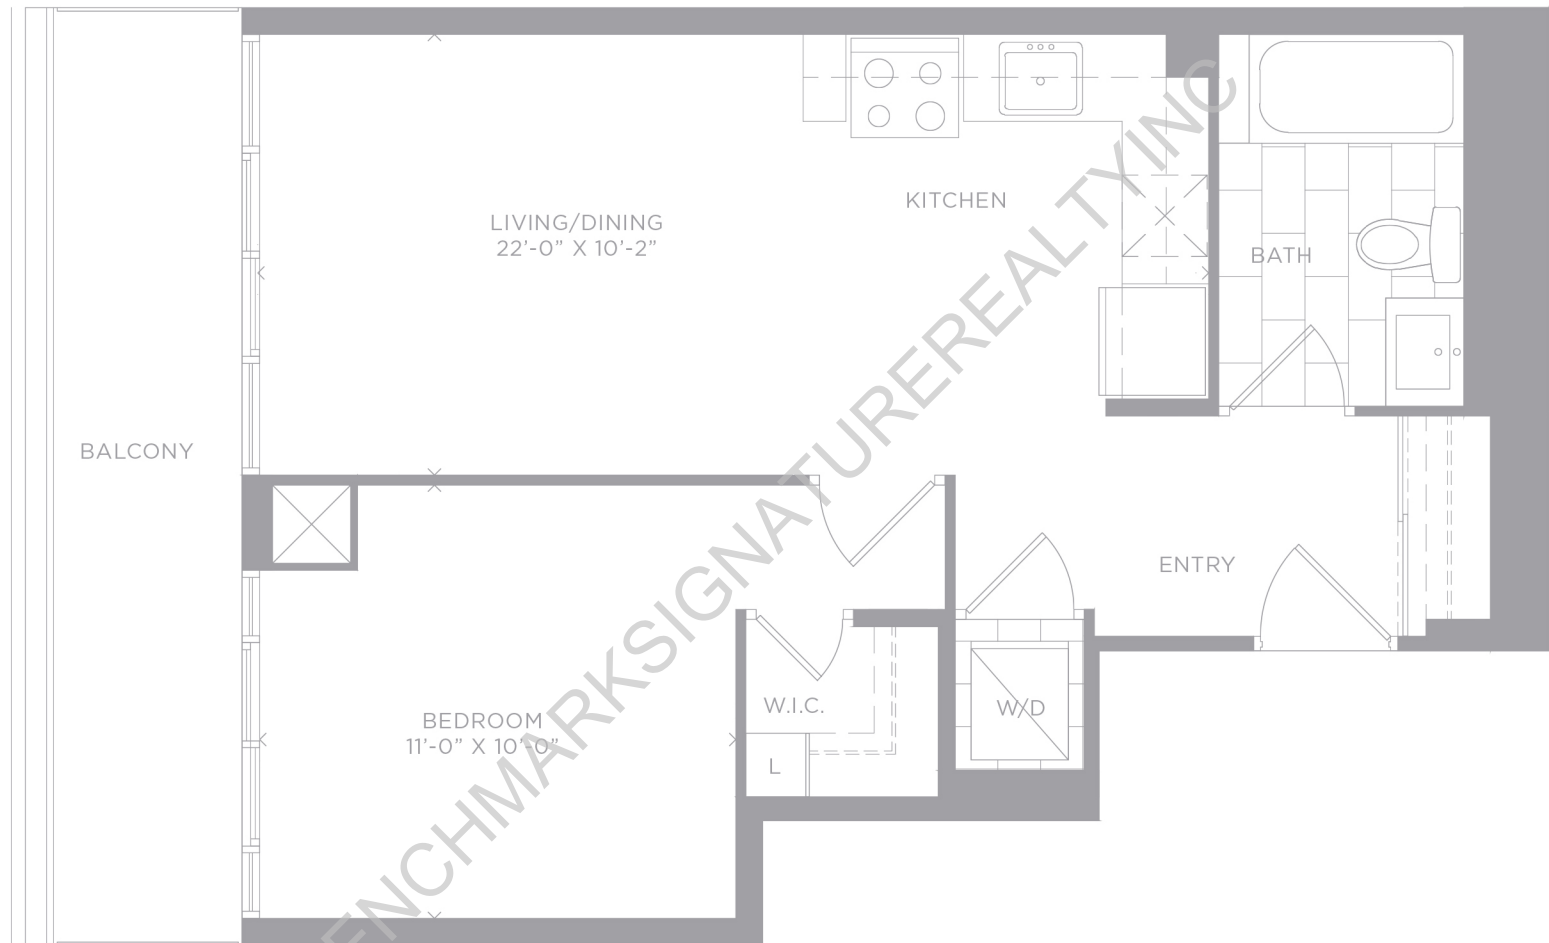 KITCHEN
LIVING/DINING
22'-0" X 10'-2"
BATH
BALCONY
ENTRY
W.I.C.
W/D
BEDROOM
11'-0" X 10'-0"
L
ENCHMARKSIGNATUREREALTYINC